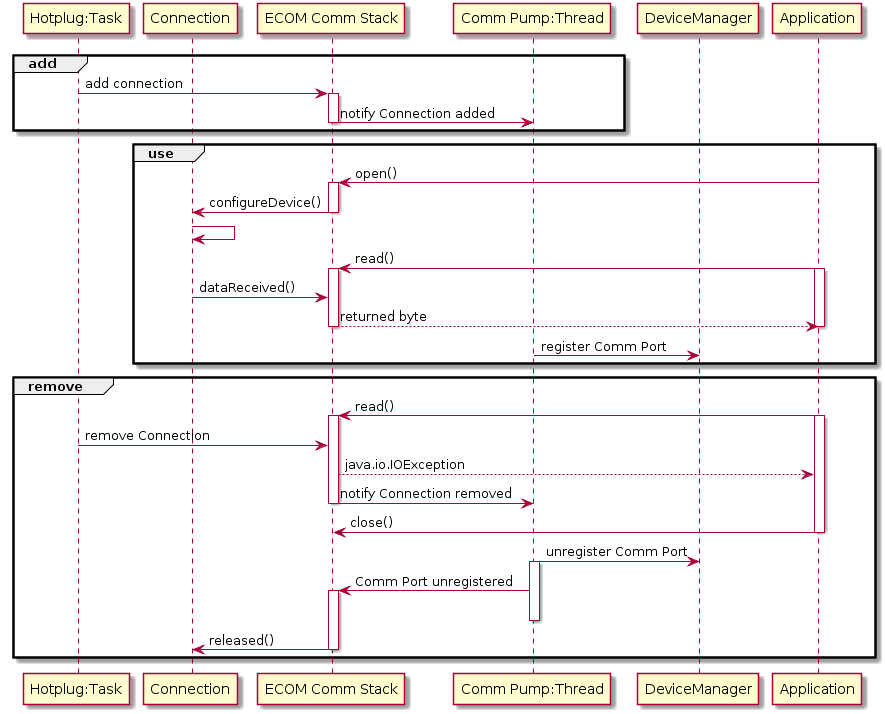 Hotplug:Task Connection ECOM Comm Stack Comm Pump:Thread DeviceManager Application
add
add connection
notify Connection added
use
open()
configureDevice()
read()
dataReceived()
returned byte
register Comm Port
remove
read()
remove Connection
java.io.IOException
notify Connection removed
close()
unregister Comm Port
Comm Port unregistered
released()
Hotplug:Task Connection ECOM Comm Stack Comm Pump:Thread DeviceManager Application